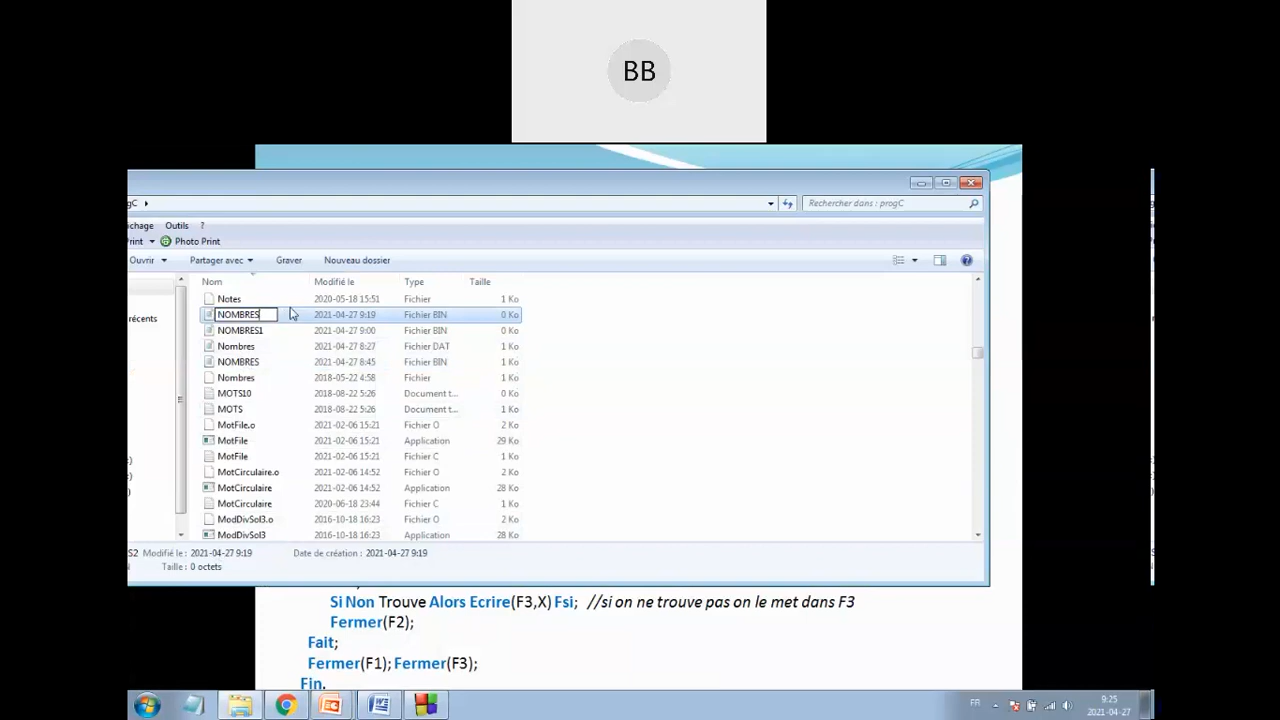 BB
gC
Rechercher dans : progC
ichage Outils ?
rint Photo Print
Ouvrir Partager avec Graver Nouveau dossier
Nom Modifié le Type Taille
Notes 2020-05-18 15:51 Fichier 1 Ko
NOMBRES 2021-04-27 9:19 Fichier BIN 0 Ko
récents NOMBRES1 2021-04-27 9:00 Fichier BIN 0 Ko
Nombres 2021-04-27 8:27 Fichier DAT 1 Ko
NOMBRES 2021-04-27 8:45 Fichier BIN 1 Ko
Nombres 2018-05-22 4:58 Fichier 1 Ko
MOTS10 2018-08-22 5:26 Document t... 0 Ko
MOTS 2018-08-22 5:26 Document t... 1 Ko
MotFile.o 2021-02-06 15:21 Fichier O 2 Ko
MotFile 2021-02-06 15:21 Application 29 Ko
MotFile 2021-02-06 15:21 Fichier C 1 Ko
MotCirculaire.o 2021-02-06 14:52 Fichier O 2 Ko
MotCirculaire 2021-02-06 14:52 Application 28 Ko
MotCirculaire 2020-06-18 23:44 Fichier C 1 Ko
ModDivSol3.o 2016-10-18 16:23 Fichier O 2 Ko
ModDivSol3 2016-10-18 16:23 Application 28 Ko
S2 Modifié le : 2021-04-27 9:19 Date de création : 2021-04-27 9:19
N Taille : 0 octets
Si Non Trouve Alors Ecrire(F3,X) Fsi; //si on ne trouve pas on le met dans F3
Fermer(F2);
Fait;
Fermer(F1); Fermer(F3);
Fin.
FR 9:25
2021-04-27